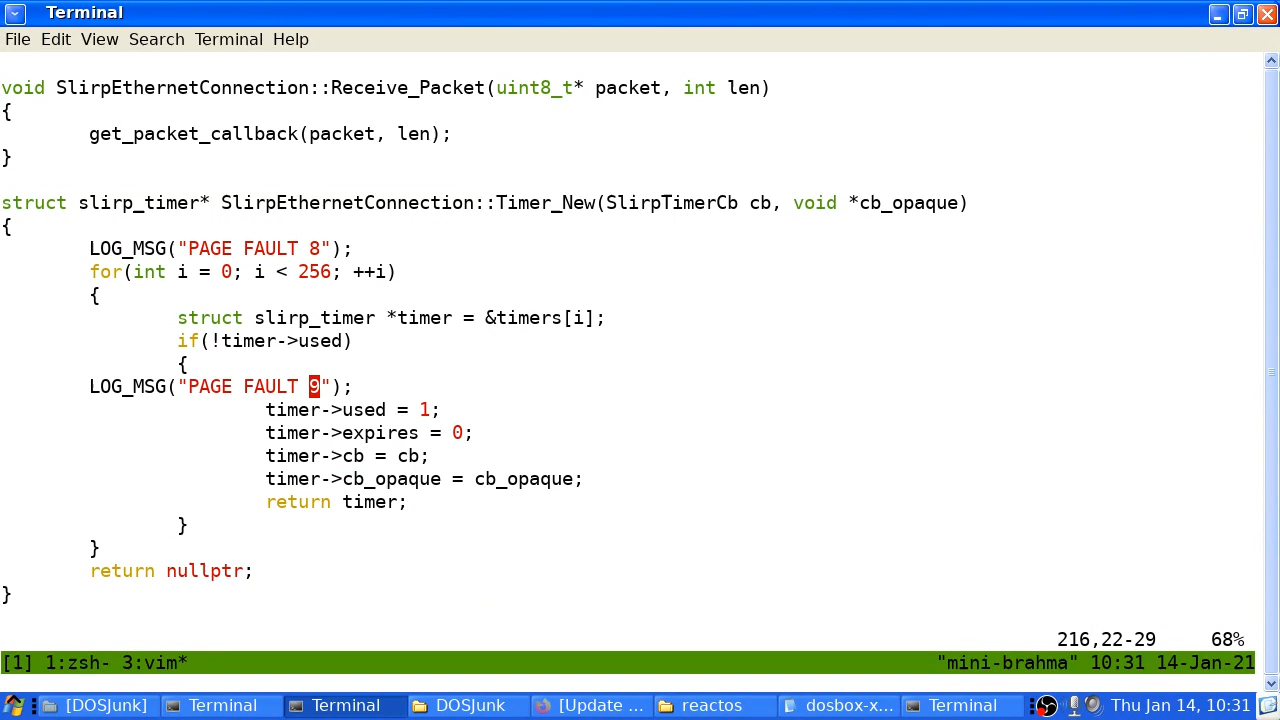 Terminal
File Edit View Search Terminal Help
void SlirpEthernetConnection::Receive_Packet(uint8_t* packet, int len)
{
        get_packet_callback(packet, len);
}
struct slirp_timer* SlirpEthernetConnection::Timer_New(SlirpTimerCb cb, void *cb_opaque)
{
        LOG_MSG("PAGE FAULT 8");
        for(int i = 0; i < 256; ++i)
        {
                struct slirp_timer *timer = &timers[i];
                if(!timer->used)
                {
        LOG_MSG("PAGE FAULT 9");
                        timer->used = 1;
                        timer->expires = 0;
                        timer->cb = cb;
                        timer->cb_opaque = cb_opaque;
                        return timer;
                }
        }
        return nullptr;
}
216,22-29 68%
[1] 1:zsh- 3:vim* "mini-brahma" 10:31 14-Jan-21
[DOSJunk] Terminal Terminal DOSJunk [Update ... reactos dosbox-x... Terminal Thu Jan 14, 10:31